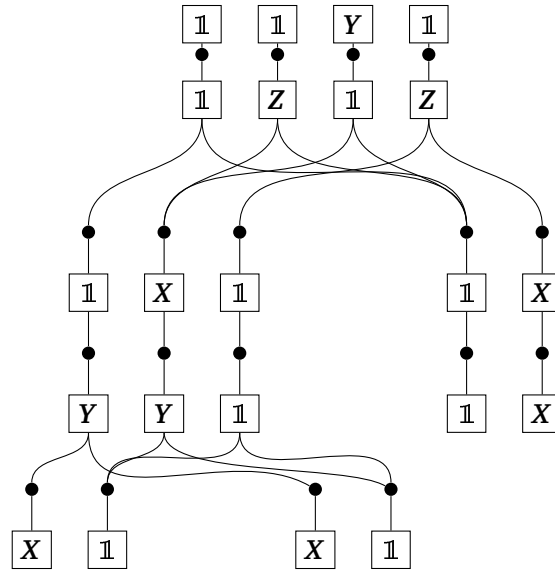 𝟙 𝟙 Y 𝟙
𝟙 Z 𝟙 Z
𝟙 X 𝟙 𝟙 X
Y Y 𝟙 𝟙 X
X 𝟙 X 𝟙